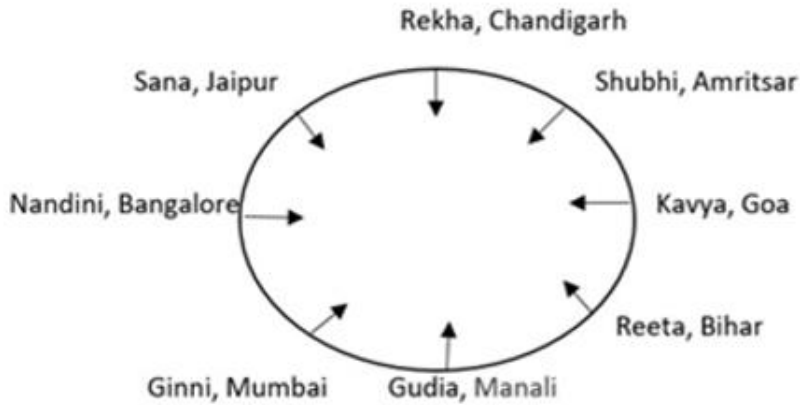 Rekha, Chandigarh
Sana, Jaipur
Shubhi, Amritsar
Nandini, Bangalore
Kavya, Goa
Reeta, Bihar
Ginni, Mumbai
Gudia, Manali